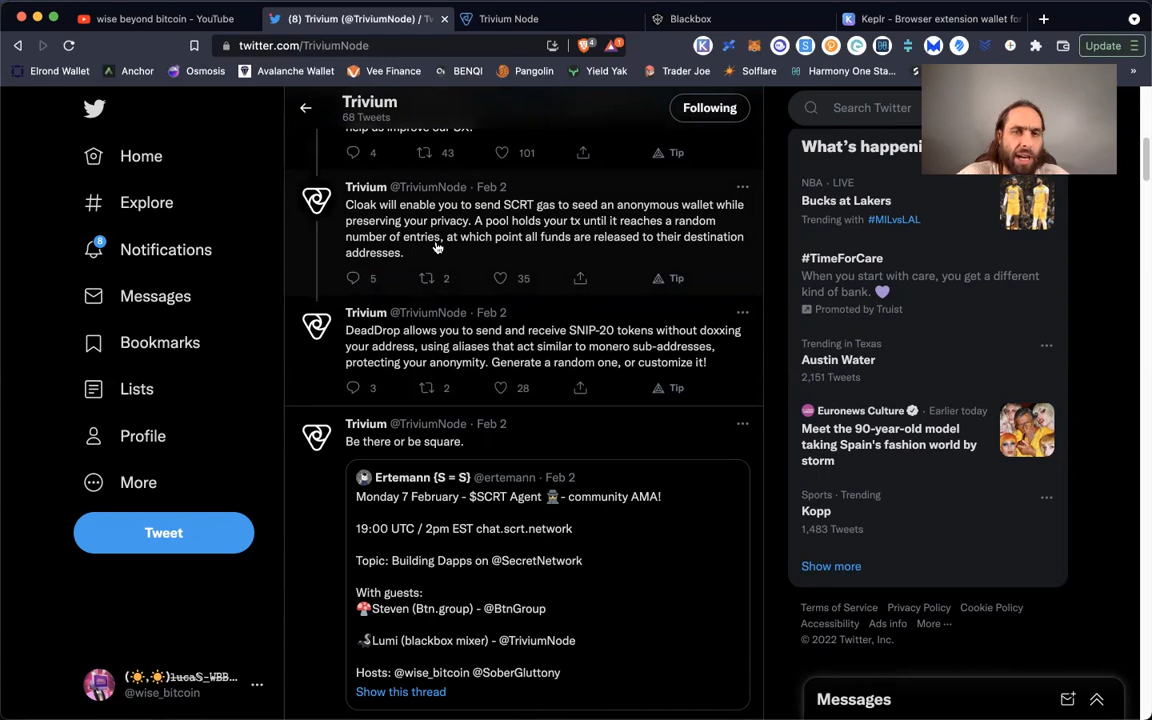 wise beyond bitcoin - YouTube
(8) Trivium (@TriviumNode) / Tw
Trivium Node
Blackbox
Keplr - Browser extension wallet for
twitter.com/TriviumNode
4
1
Update
Elrond Wallet
Anchor
Osmosis
Avalanche Wallet
Vee Finance
BENQI
Pangolin
Yield Yak
Trader Joe
Solflare
Harmony One Sta...
»
Home
Explore
8
Notifications
Messages
Bookmarks
Lists
Profile
More
Tweet
(☀️,☀️)lucaS_WBB...
@wise_bitcoin
Trivium
68 Tweets
Following
help us improve our UX.
4 43 101 Tip
Trivium @TriviumNode · Feb 2
Cloak will enable you to send SCRT gas to seed an anonymous wallet while
preserving your privacy. A pool holds your tx until it reaches a random
number of entries, at which point all funds are released to their destination
addresses.
5 2 35 Tip
Trivium @TriviumNode · Feb 2
DeadDrop allows you to send and receive SNIP-20 tokens without doxxing
your address, using aliases that act similar to monero sub-addresses,
protecting your anonymity. Generate a random one, or customize it!
3 2 28 Tip
Trivium @TriviumNode · Feb 2
Be there or be square.
Ertemann {S = S} @ertemann · Feb 2
Monday 7 February - $SCRT Agent 🕵️ - community AMA!
19:00 UTC / 2pm EST chat.scrt.network
Topic: Building Dapps on @SecretNetwork
With guests:
🍄Steven (Btn.group) - @BtnGroup
🦂Lumi (blackbox mixer) - @TriviumNode
Hosts: @wise_bitcoin @SoberGluttony
Show this thread
Search Twitter
What's happeni
NBA · LIVE
Bucks at Lakers
Trending with #MILvsLAL
#TimeForCare
When you start with care, you get a different
kind of bank. 💜
Promoted by Truist
Trending in Texas
Austin Water
2,151 Tweets
Euronews Culture · Earlier today
Meet the 90-year-old model
taking Spain's fashion world by
storm
Sports · Trending
Kopp
1,483 Tweets
Show more
Terms of Service Privacy Policy Cookie Policy
Accessibility Ads info More ···
© 2022 Twitter, Inc.
Messages